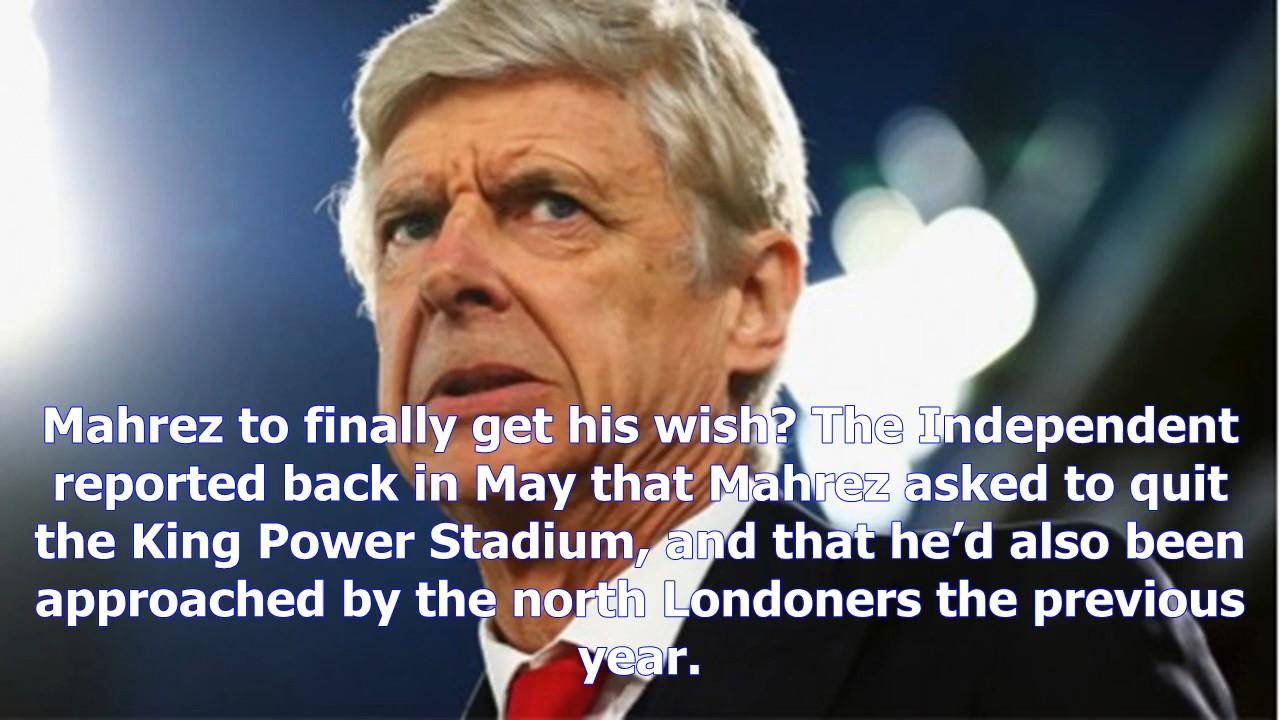 Mahrez to finally get his wish? The Independent
reported back in May that Mahrez asked to quit
the King Power Stadium, and that he’d also been
approached by the north Londoners the previous
year.